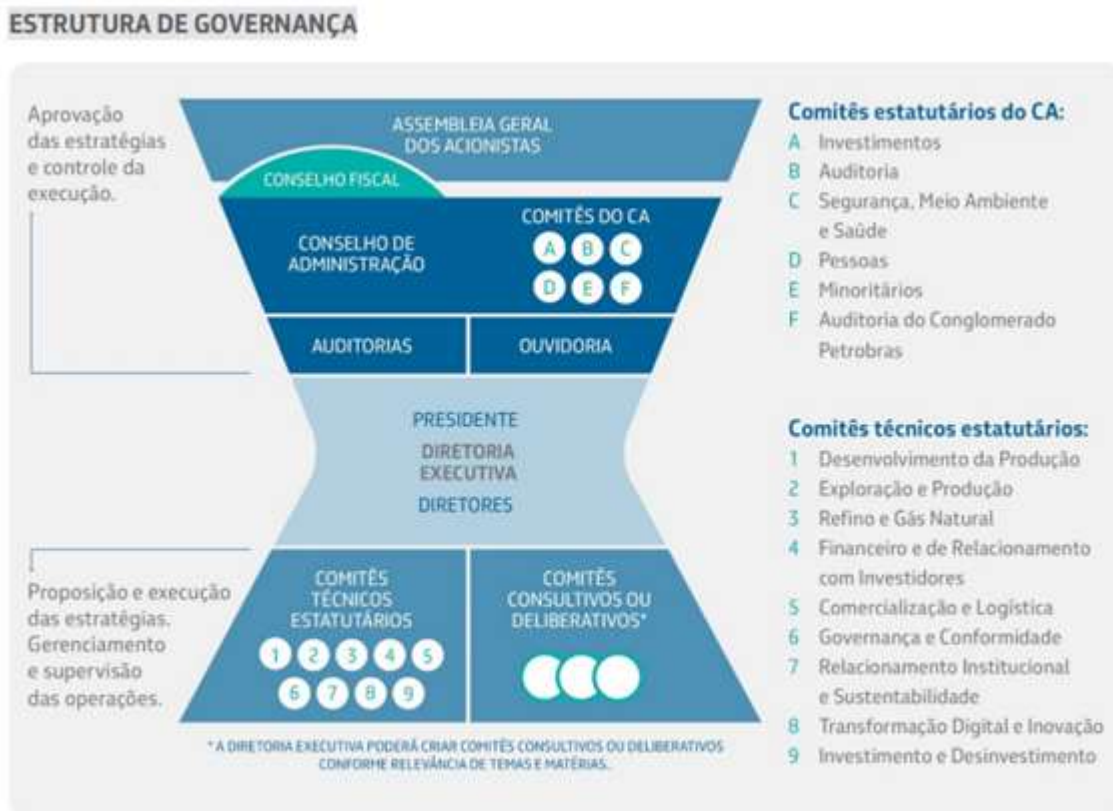 ESTRUTURA DE GOVERNANÇA
Aprovação
das estratégias
e controle da
execução.
ASSEMBLEIA GERAL
DOS ACIONISTAS
CONSELHO FISCAL
CONSELHO DE
ADMINISTRAÇÃO
COMITÊS DO CA
A B C
D E F
AUDITORIAS
OUVIDORIA
PRESIDENTE
DIRETORIA
EXECUTIVA
DIRETORES
Proposição e execução
das estratégias.
Gerenciamento
e supervisão
das operações.
COMITÊS
TÉCNICOS
ESTATUTÁRIOS
1 2 3 4 5
6 7 8 9
COMITÊS
CONSULTIVOS OU
DELIBERATIVOS*
* A DIRETORIA EXECUTIVA PODERÁ CRIAR COMITÊS CONSULTIVOS OU DELIBERATIVOS
CONFORME RELEVÂNCIA DE TEMAS E MATÉRIAS.
Comitês estatutários do CA:
A Investimentos
B Auditoria
C Segurança, Meio Ambiente
e Saúde
D Pessoas
E Minoritários
F Auditoria do Conglomerado
Petrobras
Comitês técnicos estatutários:
1 Desenvolvimento da Produção
2 Exploração e Produção
3 Refino e Gás Natural
4 Financeiro e de Relacionamento
com Investidores
5 Comercialização e Logística
6 Governança e Conformidade
7 Relacionamento Institucional
e Sustentabilidade
8 Transformação Digital e Inovação
9 Investimento e Desinvestimento